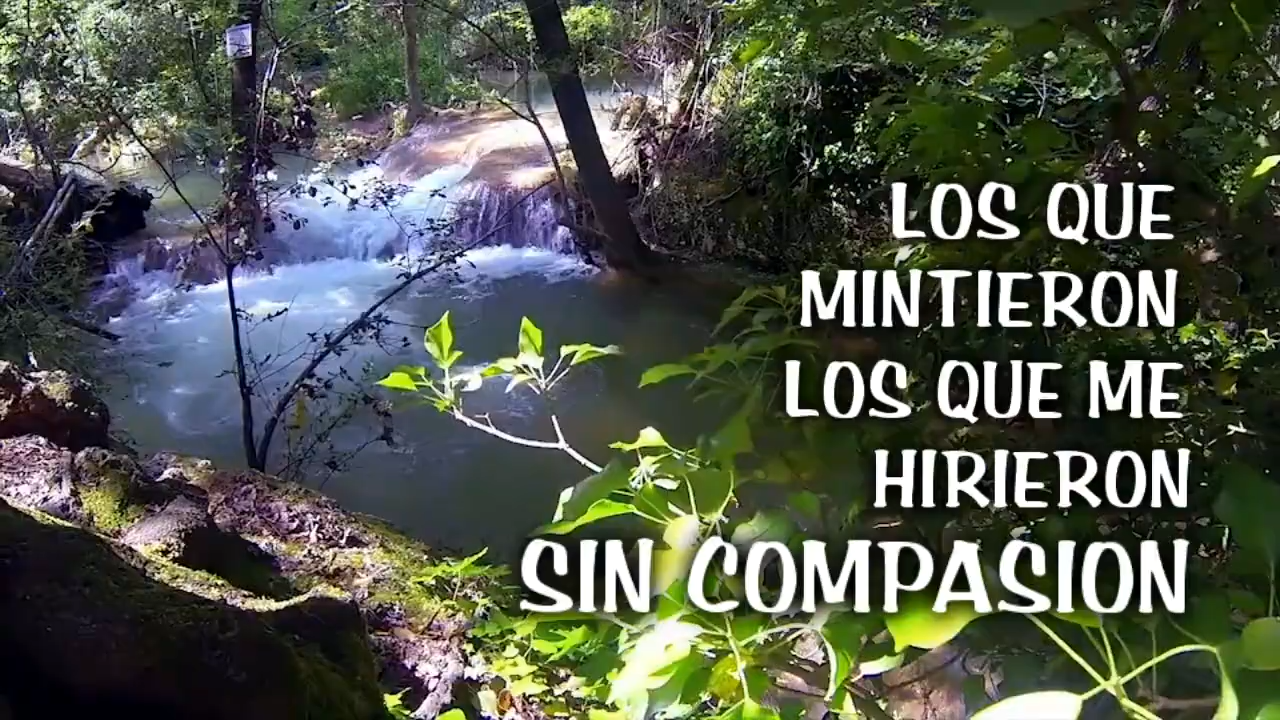 LOS QUE
MINTIERON
LOS QUE ME
HIRIERON
SIN COMPASION